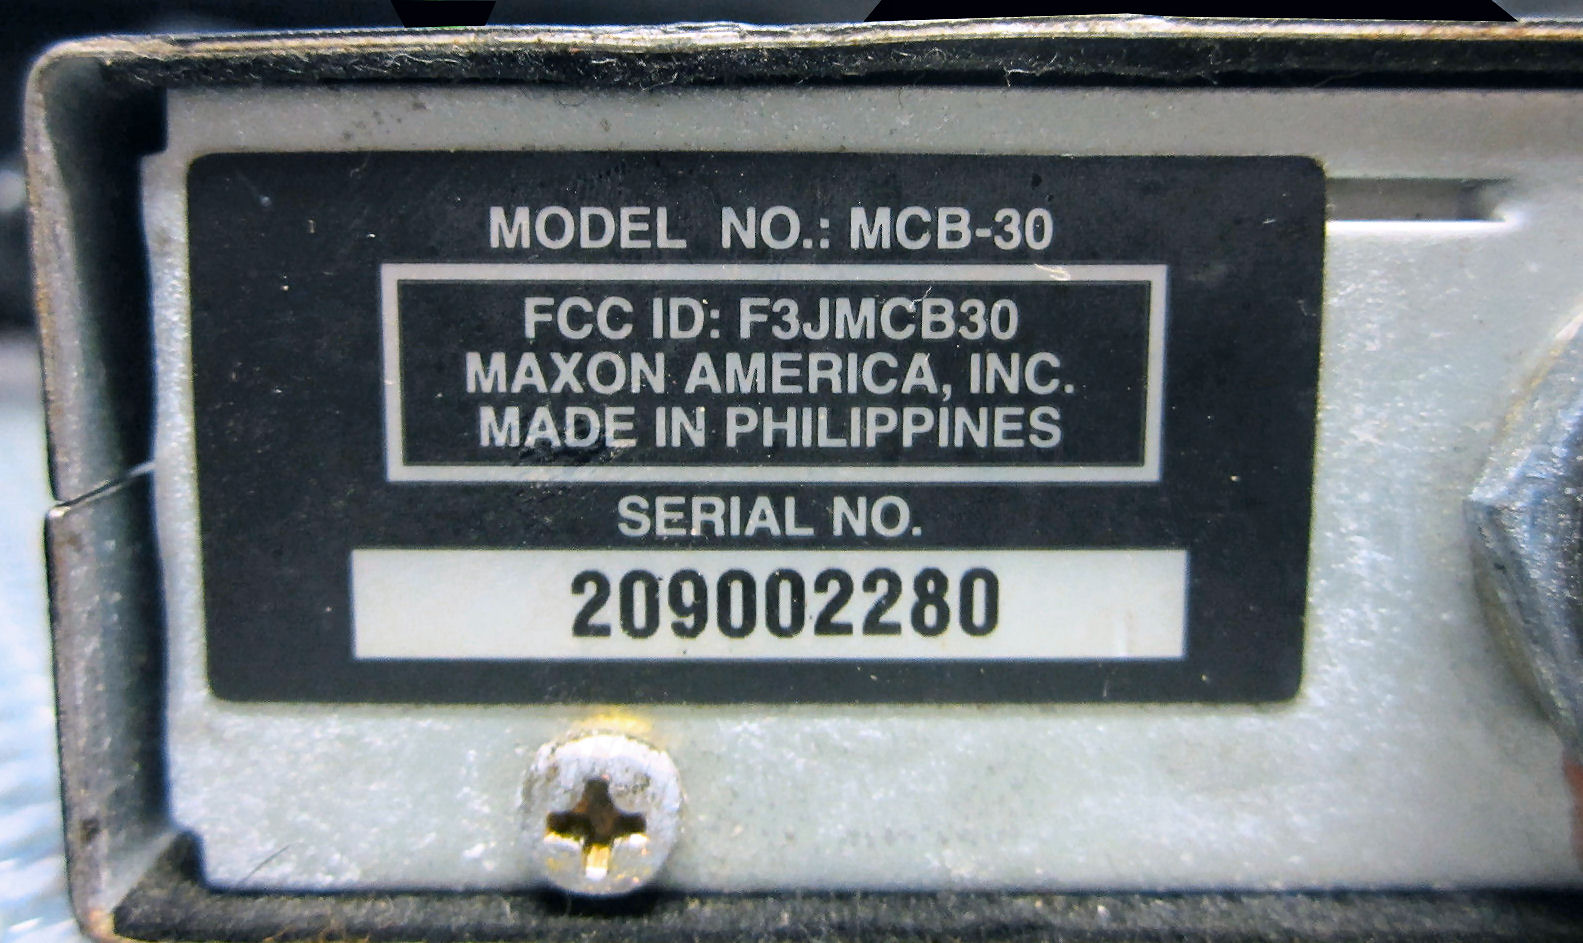 MODEL NO.: MCB-30
FCC ID: F3JMCB30
MAXON AMERICA, INC.
MADE IN PHILIPPINES
SERIAL NO.
209002280